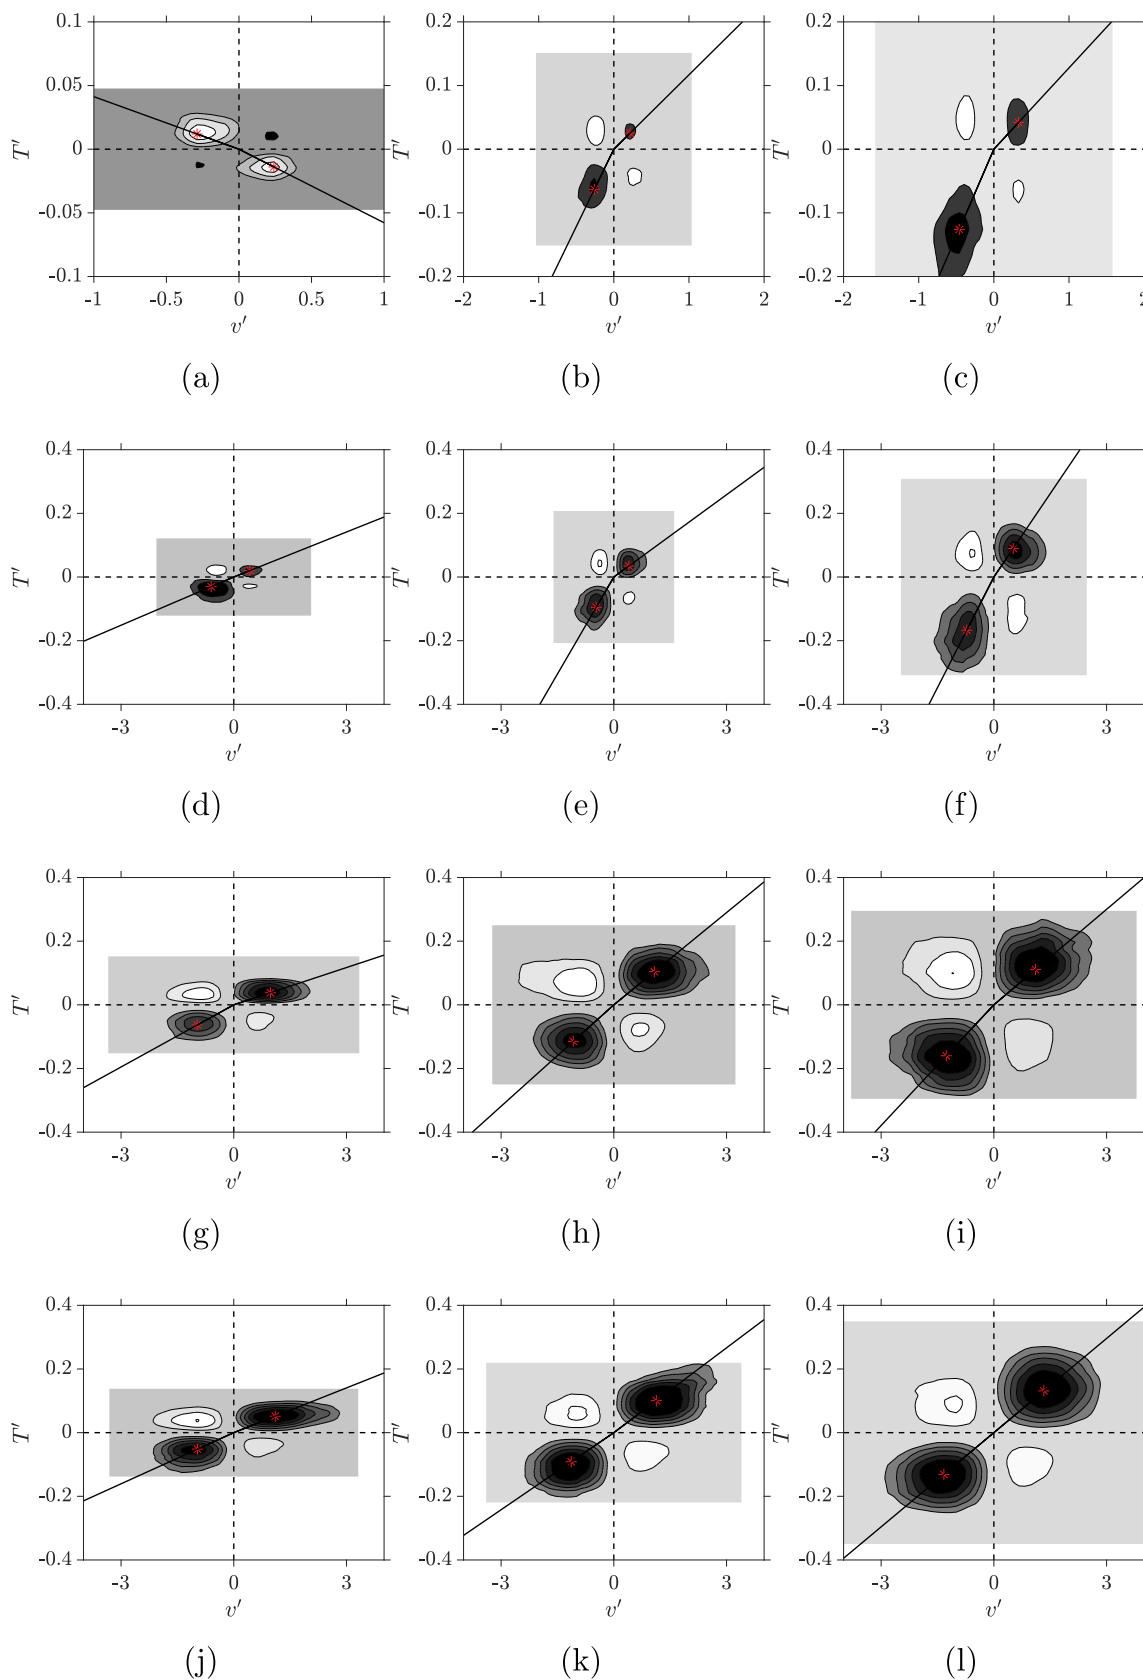 0.1 0.2 0.2
0.05 0.1 0.1
T′ 0 T′ 0 T′ 0
-0.05 -0.1 -0.1
-0.1 -0.2 -0.2
-1 -0.5 0 0.5 1 -2 -1 0 1 2 -2 -1 0 1 2
v′ v′ v′
(a) (b) (c)
0.4 0.4 0.4
0.2 0.2 0.2
T′ 0 T′ 0 T′ 0
-0.2 -0.2 -0.2
-0.4 -0.4 -0.4
-3 0 3 -3 0 3 -3 0 3
v′ v′ v′
(d) (e) (f)
0.4 0.4 0.4
0.2 0.2 0.2
T′ 0 T′ 0 T′ 0
-0.2 -0.2 -0.2
-0.4 -0.4 -0.4
-3 0 3 -3 0 3 -3 0 3
v′ v′ v′
(g) (h) (i)
0.4 0.4 0.4
0.2 0.2 0.2
T′ 0 T′ 0 T′ 0
-0.2 -0.2 -0.2
-0.4 -0.4 -0.4
-3 0 3 -3 0 3 -3 0 3
v′ v′ v′
(j) (k) (l)